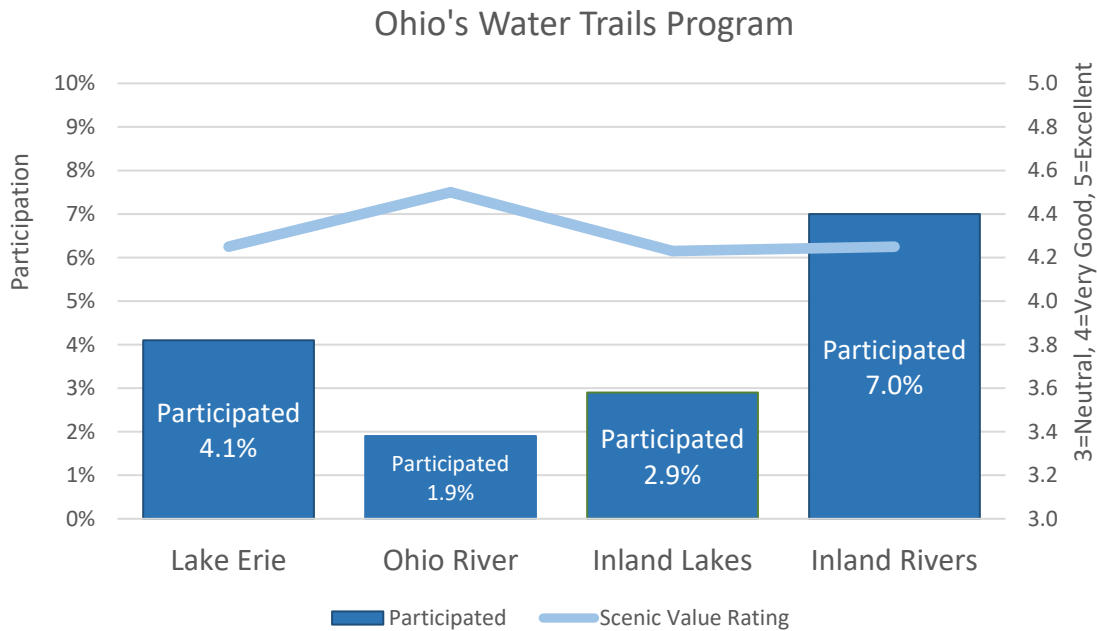 Ohio's Water Trails Program
Participation
10%
9%
8%
7%
6%
5%
4%
3%
2%
1%
0%
5.0
4.8
4.6
4.4
4.2
4.0
3.8
3.6
3.4
3.2
3.0
3=Neutral, 4=Very Good, 5=Excellent
Participated
4.1%
Participated
1.9%
Participated
2.9%
Participated
7.0%
Lake Erie
Ohio River
Inland Lakes
Inland Rivers
Participated
Scenic Value Rating